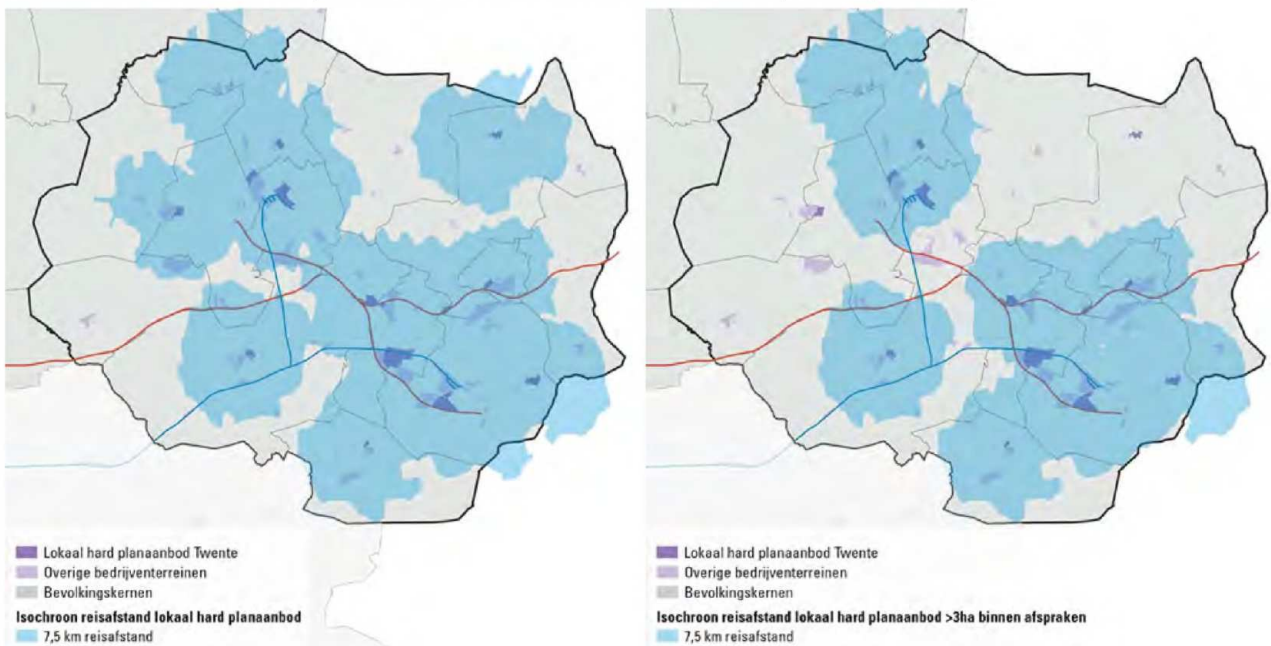 Lokaal hard planaanbod Twente
Overige bedrijventerreinen
Bevolkingskernen
Isochroon reisafstand lokaal hard planaanbod
7,5 km reisafstand
Lokaal hard planaanbod Twente
Overige bedrijventerreinen
Bevolkingskernen
Isochroon reisafstand lokaal hard planaanbod >3ha binnen afspraken
7,5 km reisafstand